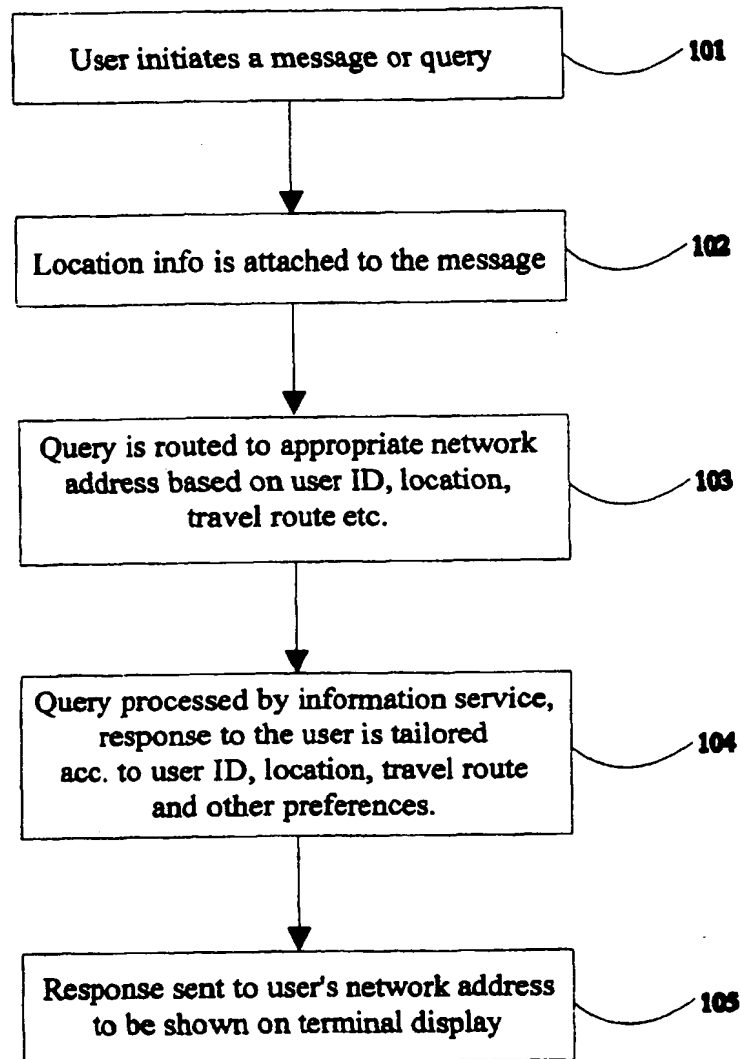 User initiates a message or query
101
Location info is attached to the message
102
Query is routed to appropriate network
address based on user ID, location,
travel route etc.
103
Query processed by information service,
response to the user is tailored
acc. to user ID, location, travel route
and other preferences.
104
Response sent to user's network address
to be shown on terminal display
105